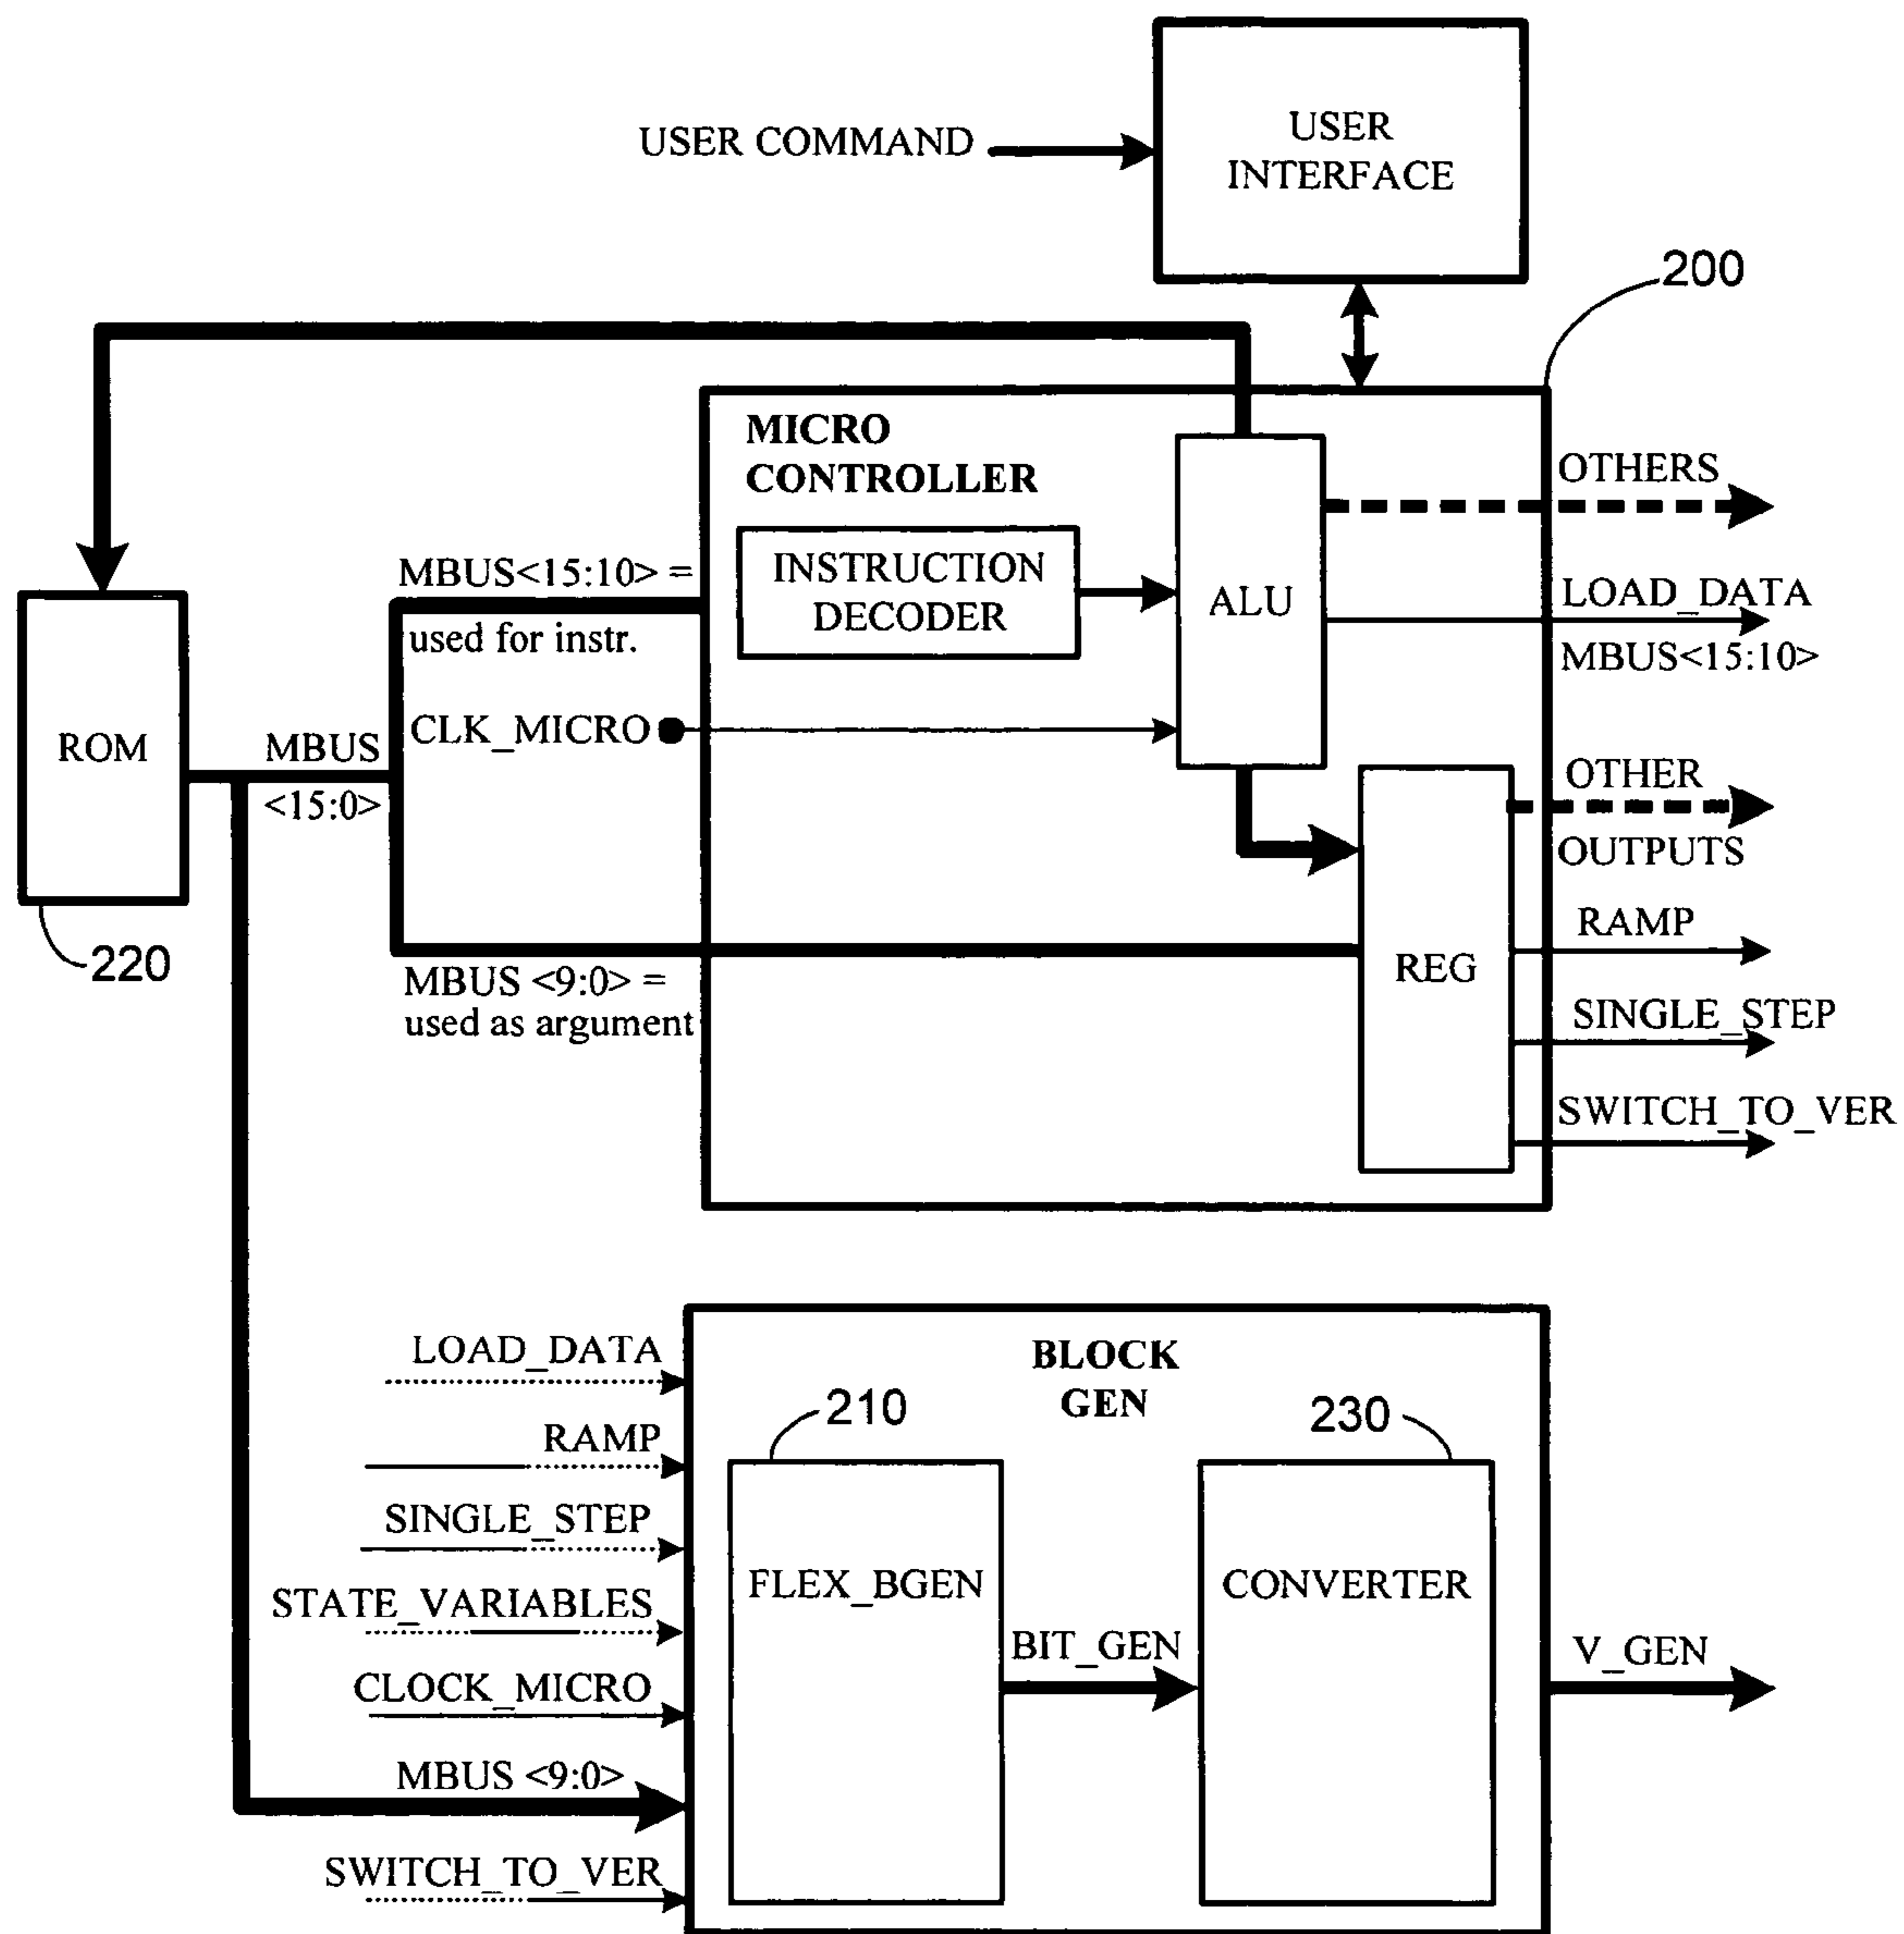 USER COMMAND
USER
INTERFACE
200
MICRO
CONTROLLER
OTHERS
MBUS<15:10> =
used for instr.
INSTRUCTION
DECODER
ALU
LOAD_DATA
MBUS<15:10>
ROM
MBUS
<15:0>
CLK_MICRO
OTHER
OUTPUTS
220
MBUS <9:0> =
used as argument
REG
RAMP
SINGLE_STEP
SWITCH_TO_VER
LOAD_DATA
RAMP
SINGLE_STEP
STATE_VARIABLES
CLOCK_MICRO
MBUS <9:0>
SWITCH_TO_VER
BLOCK
GEN
210
230
FLEX_BGEN
CONVERTER
BIT_GEN
V_GEN